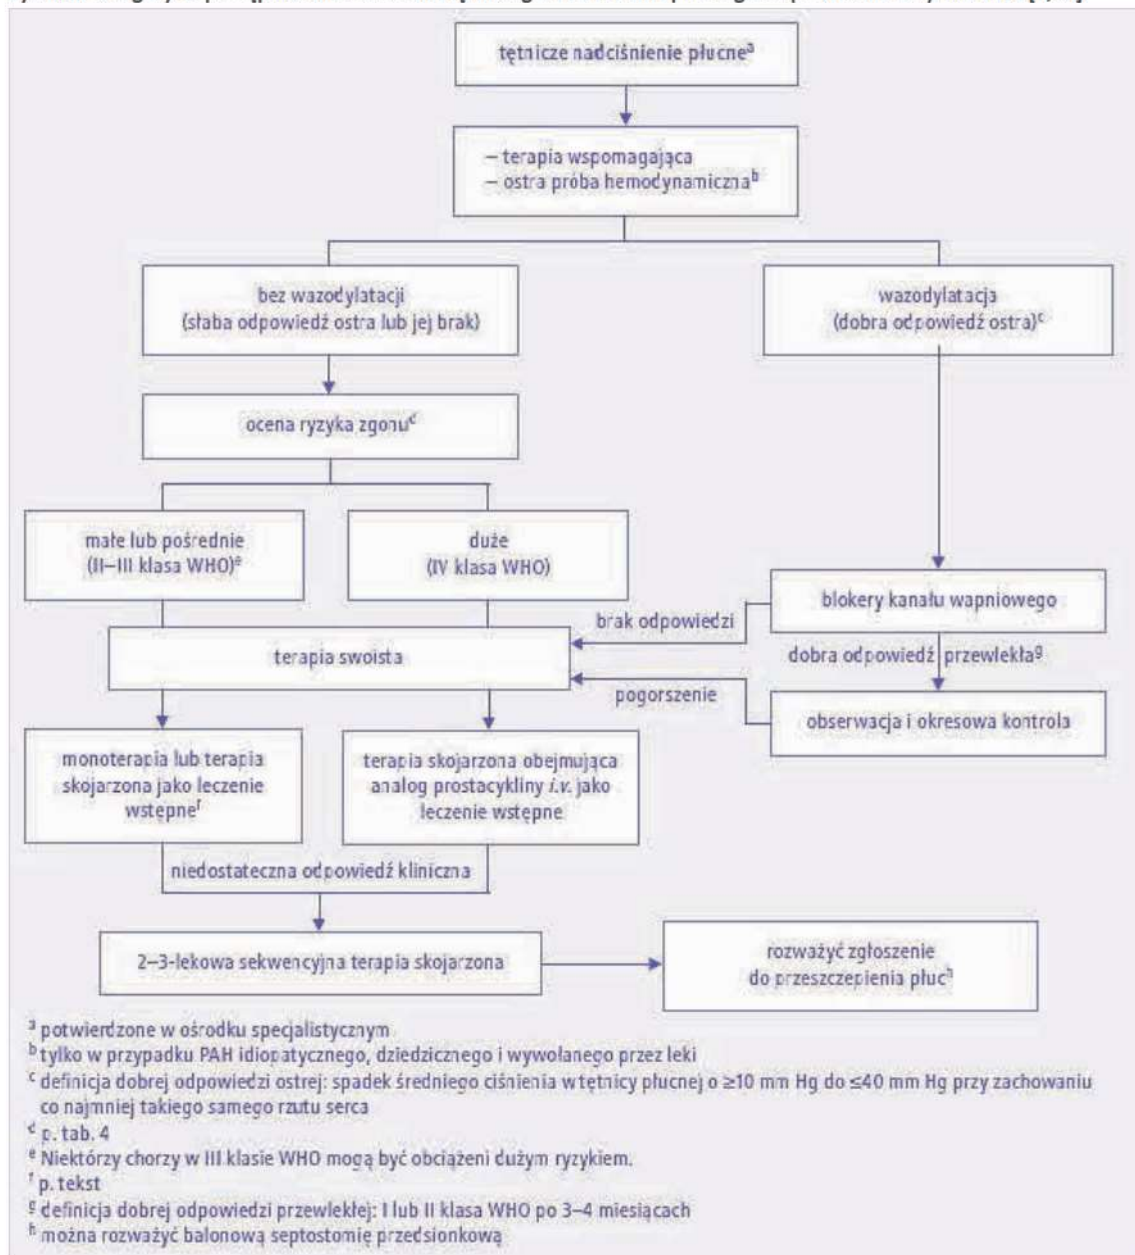 tętnicze nadciśnienie płucneᵃ
– terapia wspomagająca
– ostra próba hemodynamicznaᵇ
bez wazodylatacji
(słaba odpowiedź ostra lub jej brak)
wazodylatacja
(dobra odpowiedź ostra)ᶜ
ocena ryzyka zgonuᵈ
małe lub pośrednie
(II–III klasa WHO)ᵉ
duże
(IV klasa WHO)
blokery kanału wapniowego
brak odpowiedzi
terapia swoista
dobra odpowiedź przewlekłaᵍ
pogorszenie
obserwacja i okresowa kontrola
monoterapia lub terapia
skojarzona jako leczenie
wstępneᶠ
terapia skojarzona obejmująca
analog prostacykliny i.v. jako
leczenie wstępne
niedostateczna odpowiedź kliniczna
2–3-lekowa sekwencyjna terapia skojarzona
rozważyć zgłoszenie
do przeszczepienia płucʰ
ᵃ potwierdzone w ośrodku specjalistycznym
ᵇ tylko w przypadku PAH idiopatycznego, dziedzicznego i wywołanego przez leki
ᶜ definicja dobrej odpowiedzi ostrej: spadek średniego ciśnienia w tętnicy płucnej o ≥10 mm Hg do ≤40 mm Hg przy zachowaniu
co najmniej takiego samego rzutu serca
ᵈ p. tab. 4
ᵉ Niektórzy chorzy w III klasie WHO mogą być obciążeni dużym ryzykiem.
ᶠ p. tekst
ᵍ definicja dobrej odpowiedzi przewlekłej: I lub II klasa WHO po 3–4 miesiącach
ʰ można rozważyć balonową septostomię przedsionkową